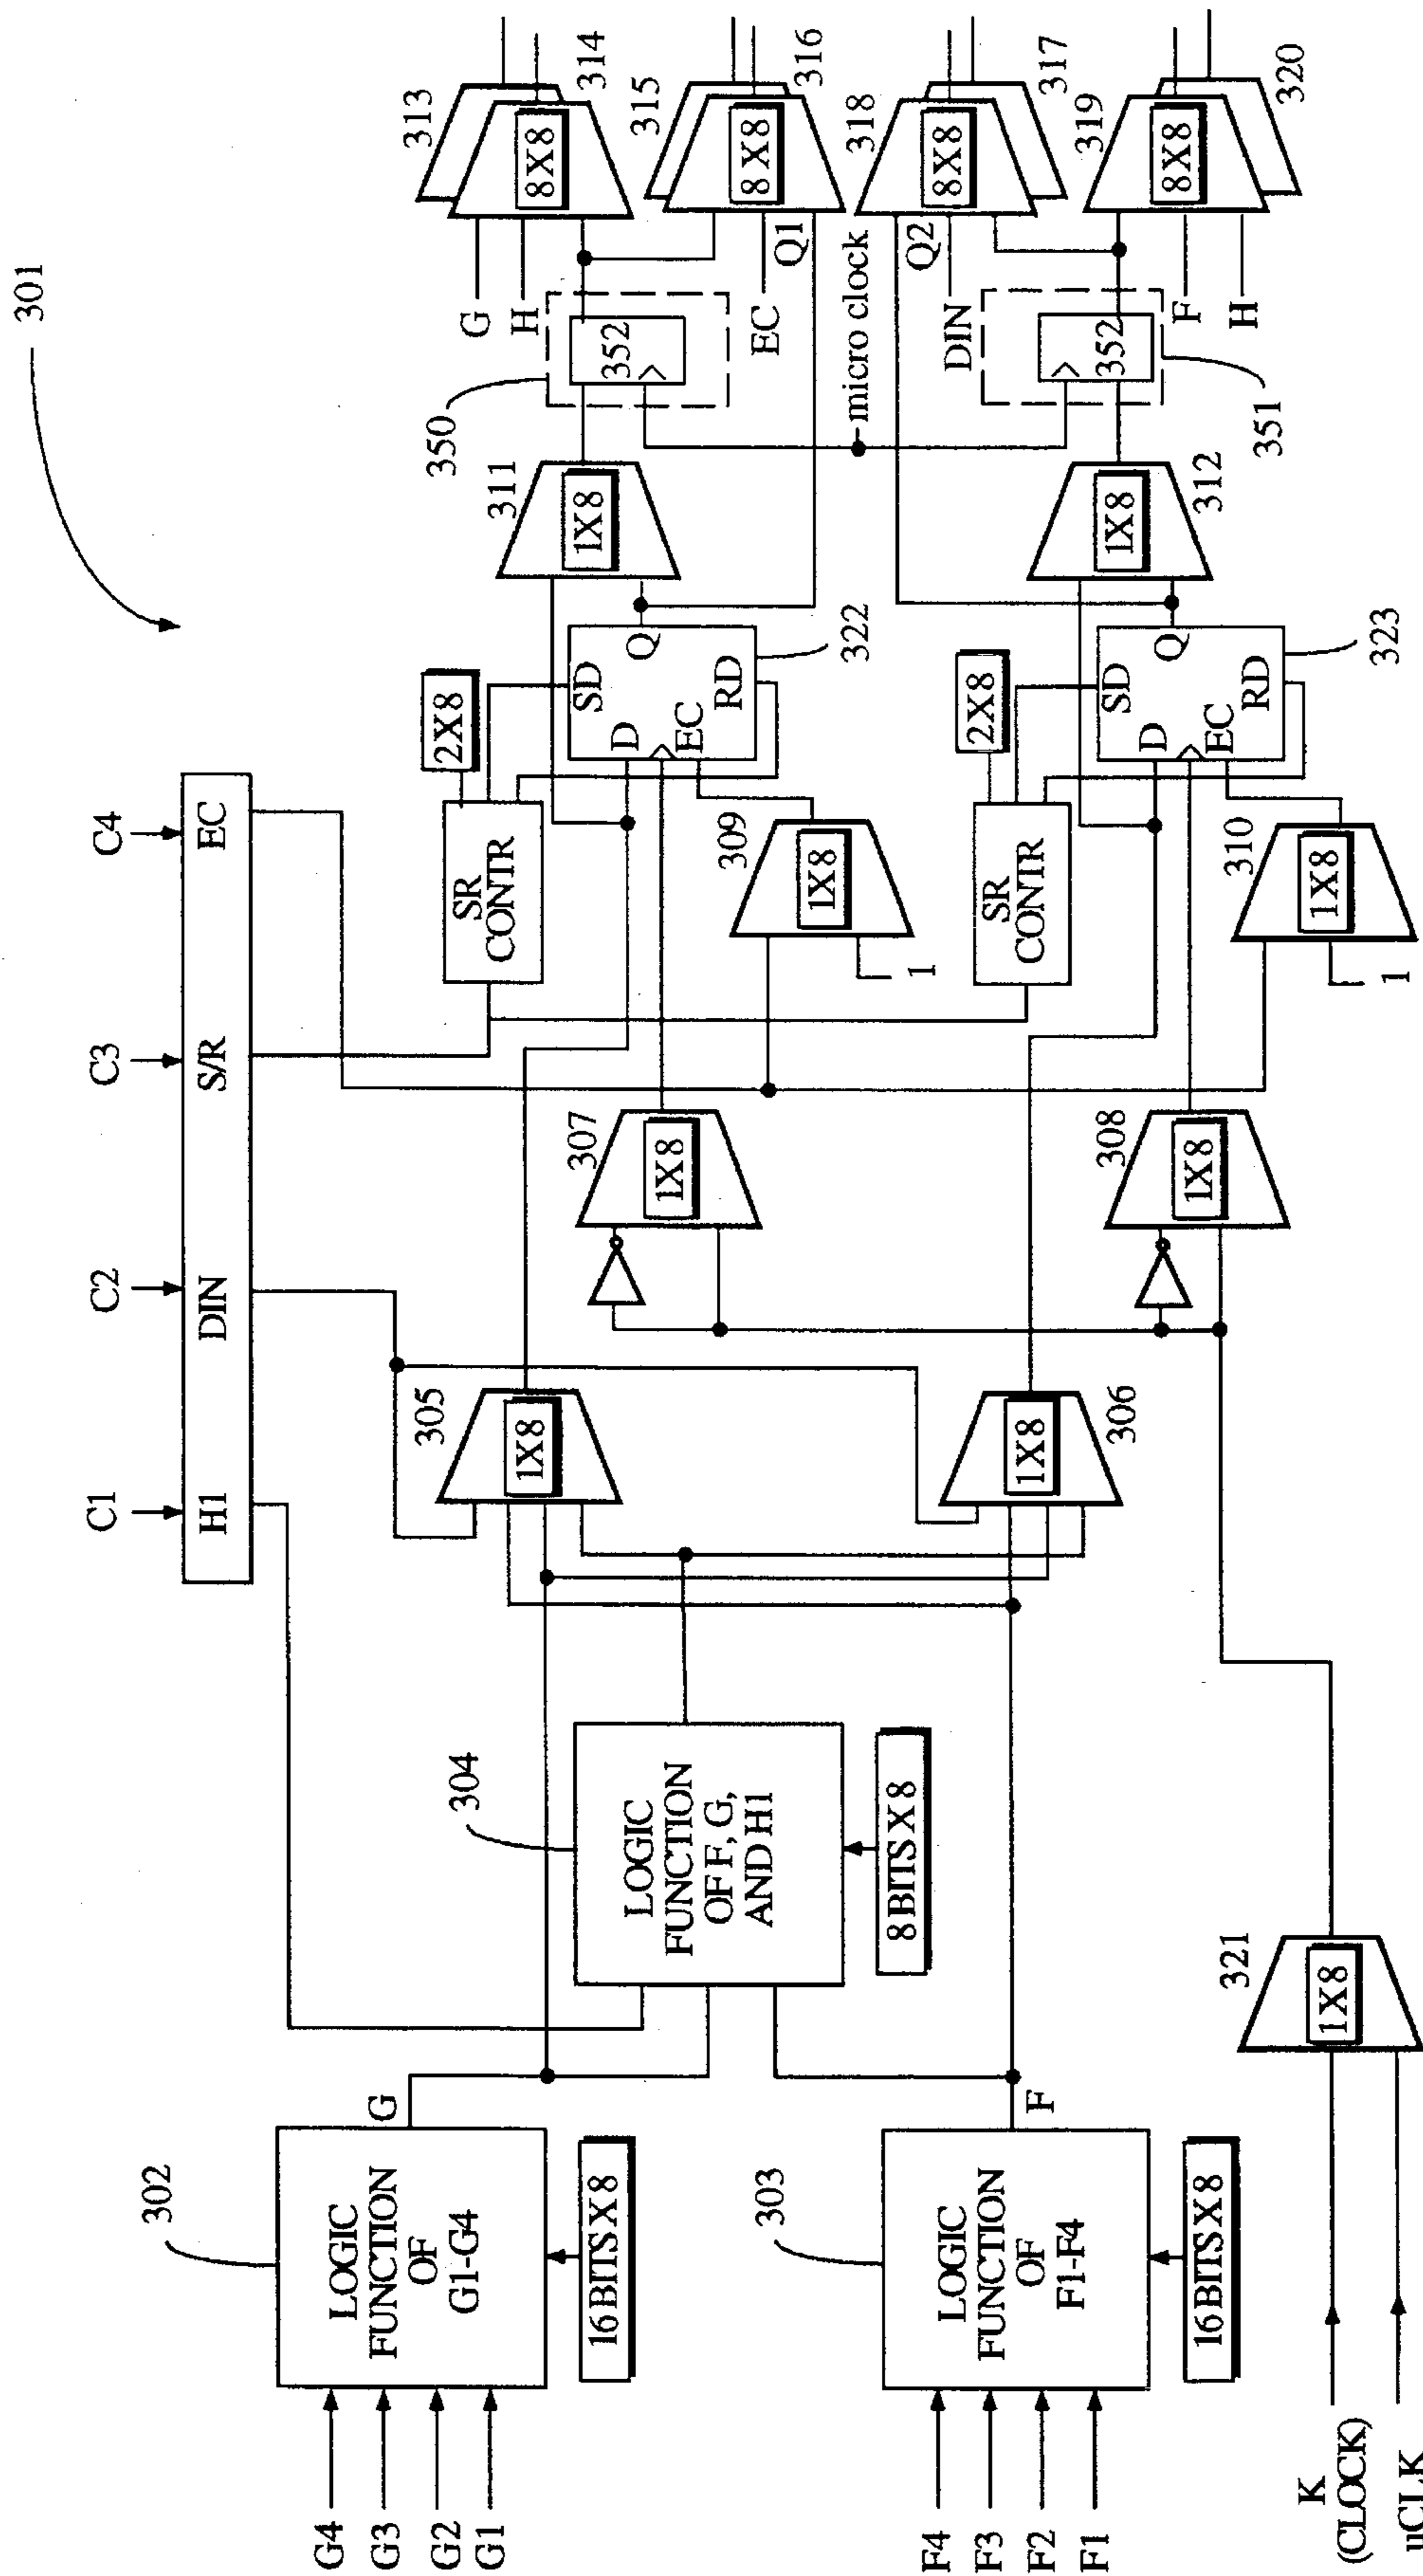 301
C1
C2
C3
C4
H1
DIN
S/R
EC
302
LOGIC
FUNCTION
OF
G1-G4
G4
G3
G2
G1
16 BITS X 8
G
303
LOGIC
FUNCTION
OF
F1-F4
F4
F3
F2
F1
16 BITS X 8
F
304
LOGIC
FUNCTION
OF F, G,
AND H1
8 BITS X 8
K
(CLOCK)
µCLK
321
1X8
305
1X8
306
1X8
307
1X8
308
1X8
SR
CONTR
2X8
309
1X8
1
SR
CONTR
2X8
310
1X8
1
SD
D
Q
EC
RD
322
SD
D
Q
EC
RD
323
311
1X8
312
1X8
350
352
micro clock
352
351
G
H
EC
Q1
Q2
DIN
F
H
313
8X8
314
315
8X8
316
318
8X8
317
319
8X8
320